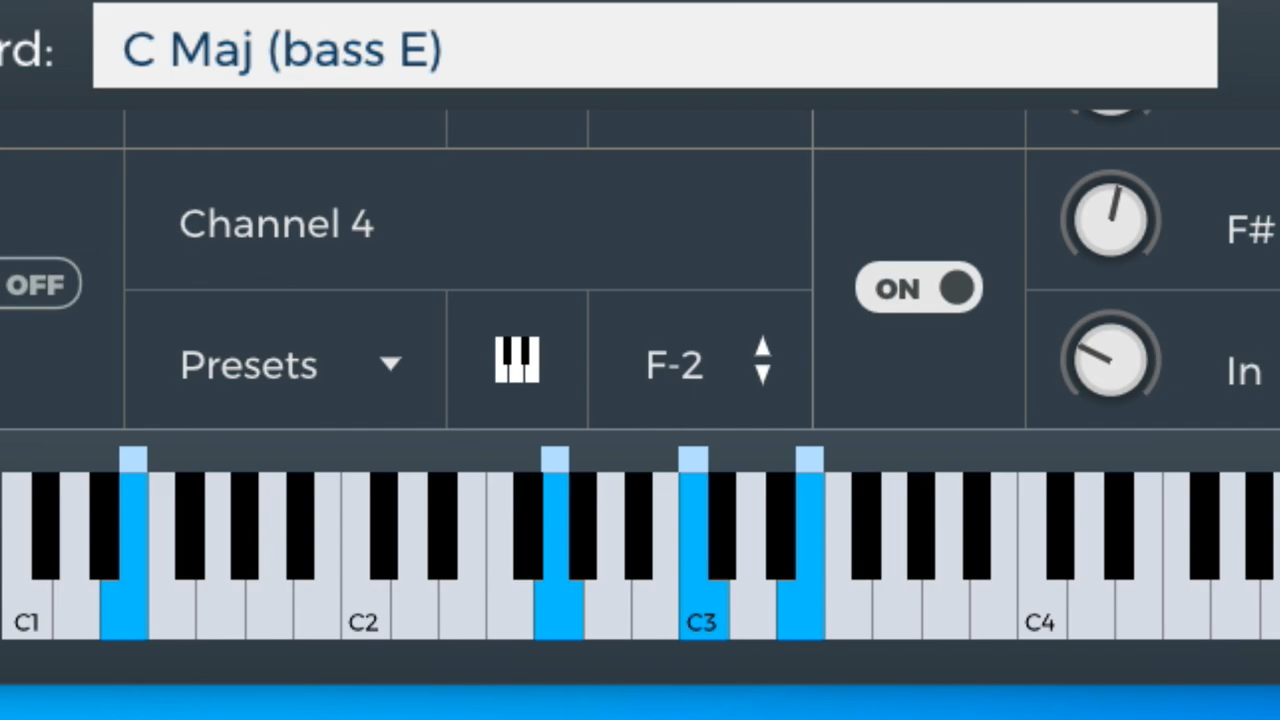 rd: C Maj (bass E)
Channel 4
F#
OFF
ON
Presets
F-2
In
C1
C2
C3
C4